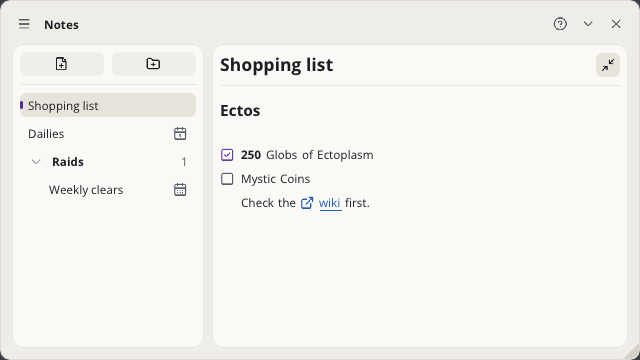 Notes
Shopping list
Dailies
Raids 1
Weekly clears
Shopping list
Ectos
250 Globs of Ectoplasm
Mystic Coins
Check the wiki first.